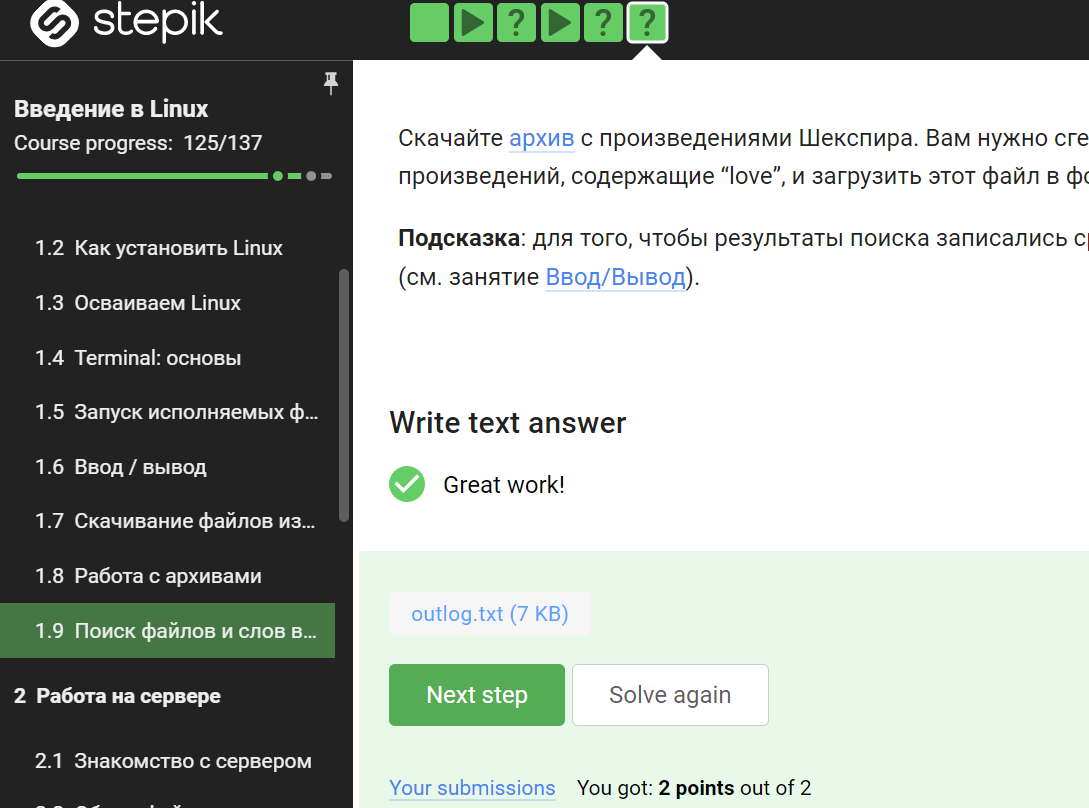 stepik
? ? ?
Введение в Linux
Course progress: 125/137
1.2 Как установить Linux
1.3 Осваиваем Linux
1.4 Terminal: основы
1.5 Запуск исполняемых ф...
1.6 Ввод / вывод
1.7 Скачивание файлов из...
1.8 Работа с архивами
1.9 Поиск файлов и слов в...
2 Работа на сервере
2.1 Знакомство с сервером
Скачайте архив с произведениями Шекспира. Вам нужно сге
произведений, содержащие “love”, и загрузить этот файл в фо
Подсказка: для того, чтобы результаты поиска записались ср
(см. занятие Ввод/Вывод).
Write text answer
Great work!
outlog.txt (7 KB)
Next step
Solve again
Your submissions You got: 2 points out of 2